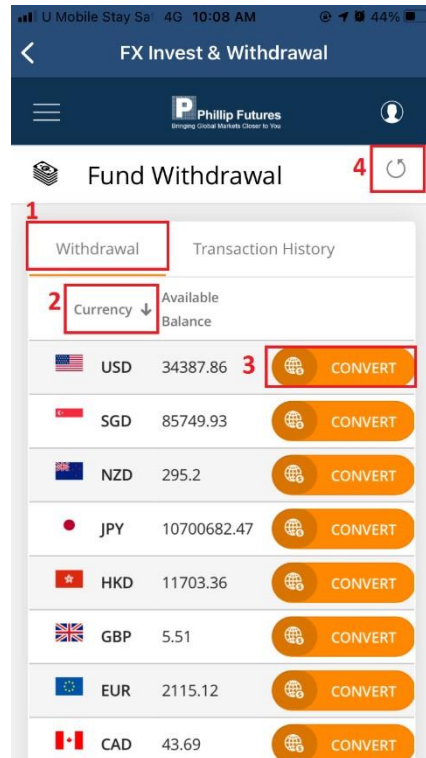 U Mobile Stay Sa 4G 10:08 AM 44%
FX Invest & Withdrawal
Phillip Futures
Bringing Global Markets Closer to You
Fund Withdrawal 4
1
Withdrawal Transaction History
2 Currency ↓ Available Balance
USD 34387.86 3 CONVERT
SGD 85749.93 CONVERT
NZD 295.2 CONVERT
JPY 10700682.47 CONVERT
HKD 11703.36 CONVERT
GBP 5.51 CONVERT
EUR 2115.12 CONVERT
CAD 43.69 CONVERT